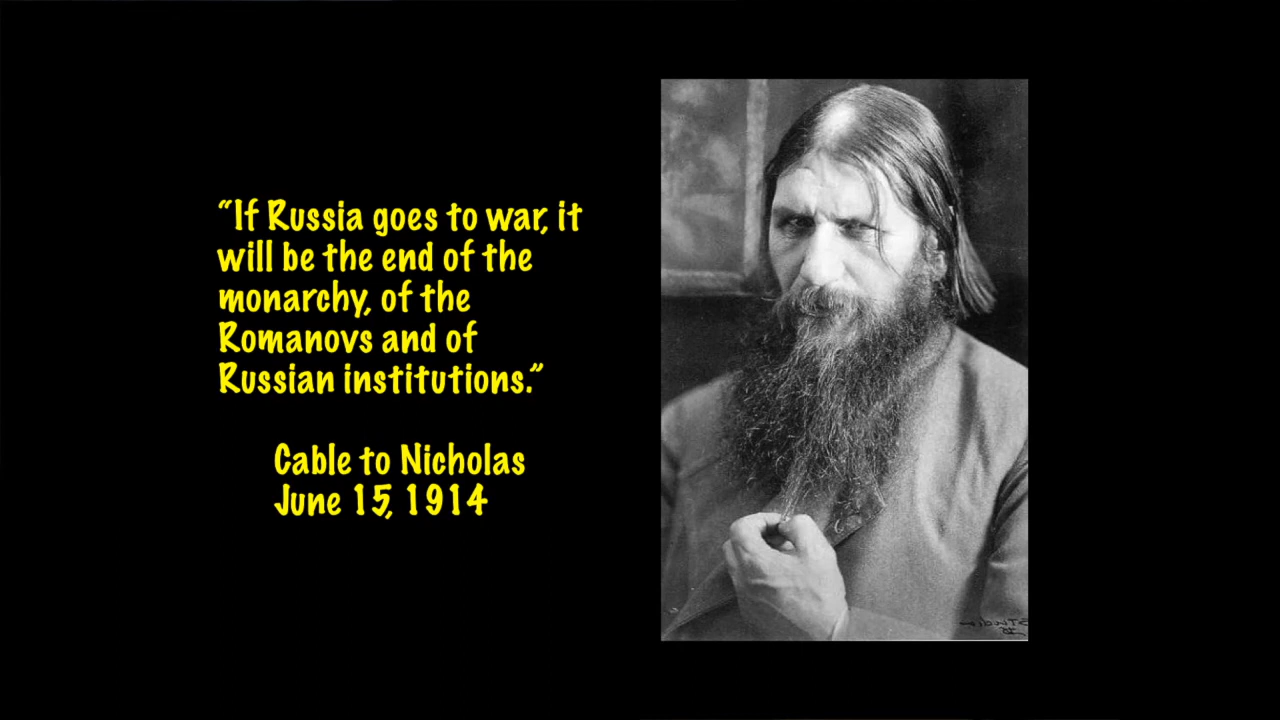 “If Russia goes to war, it
will be the end of the
monarchy, of the
Romanovs and of
Russian institutions.”
Cable to Nicholas
June 15, 1914